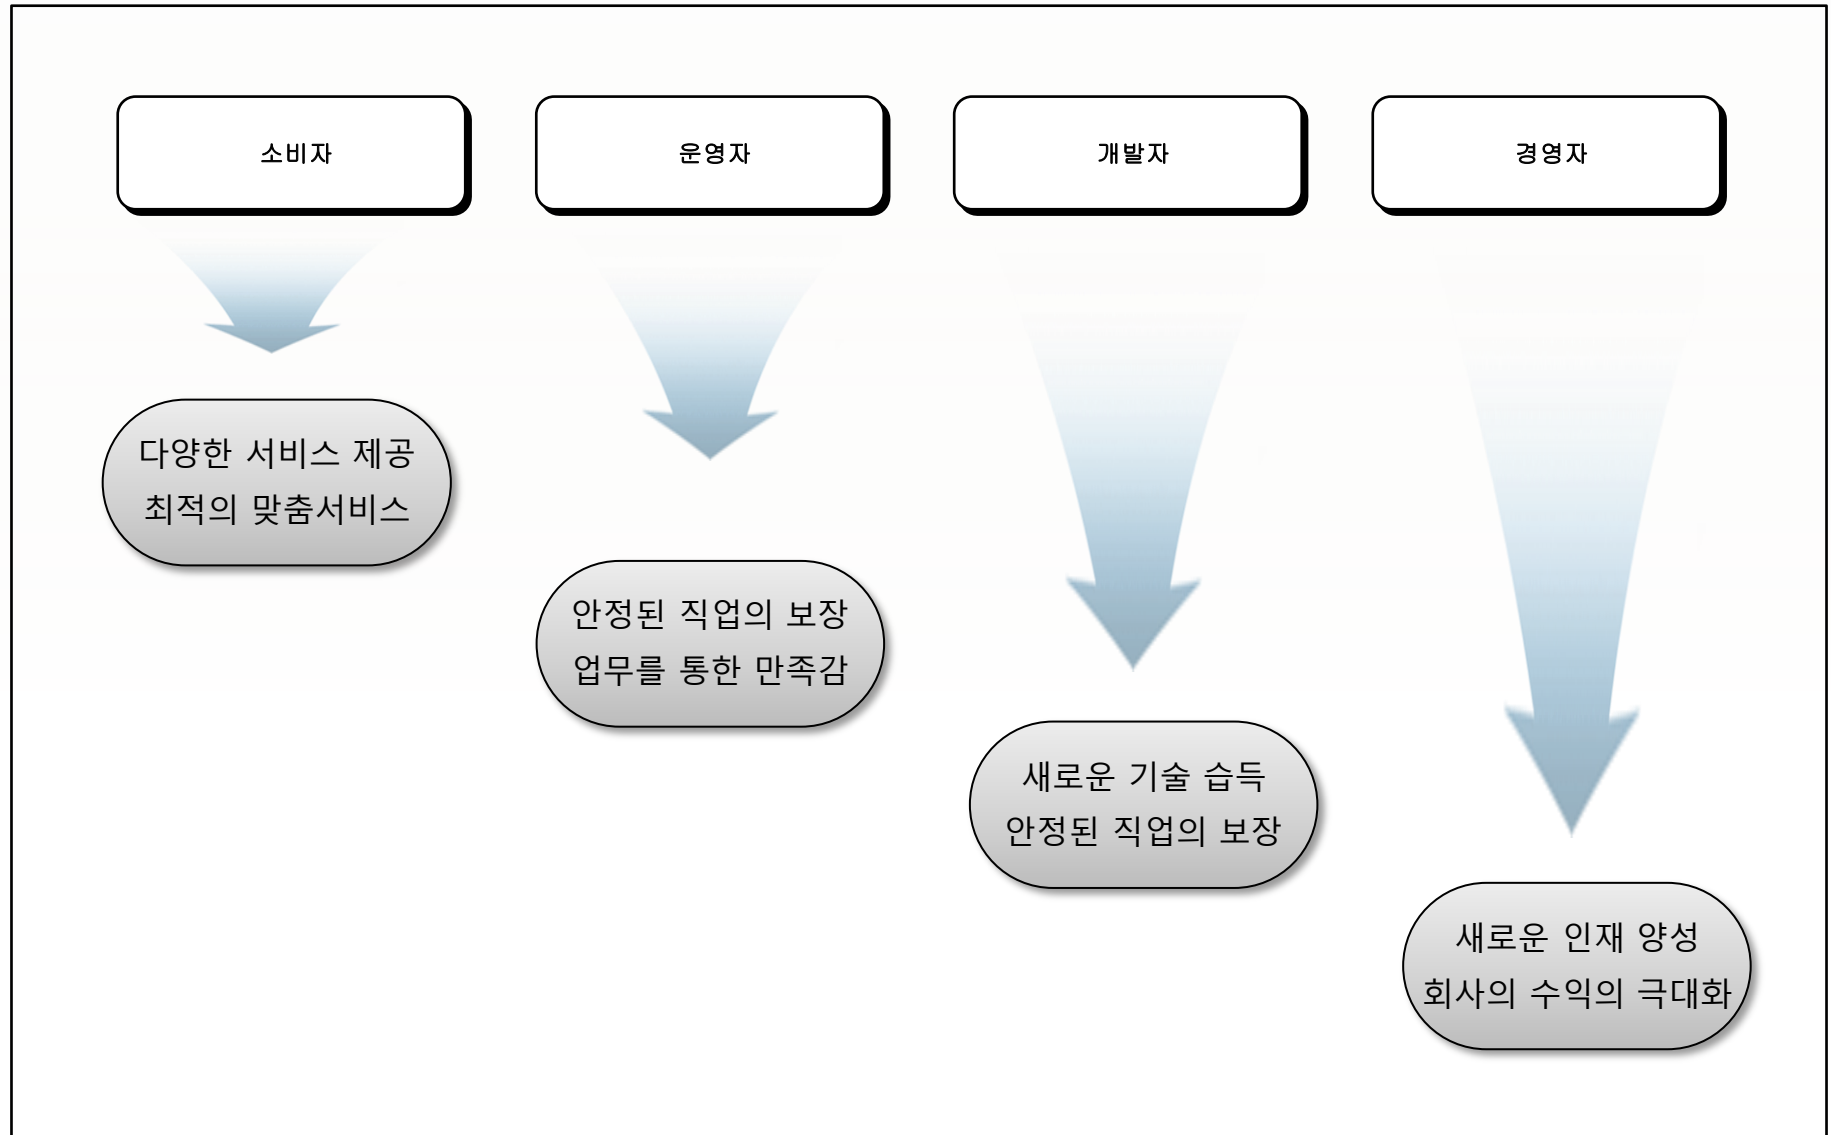 소비자
운영자
개발자
경영자
다양한 서비스 제공
최적의 맞춤서비스
안정된 직업의 보장
업무를 통한 만족감
새로운 기술 습득
안정된 직업의 보장
새로운 인재 양성
회사의 수익의 극대화